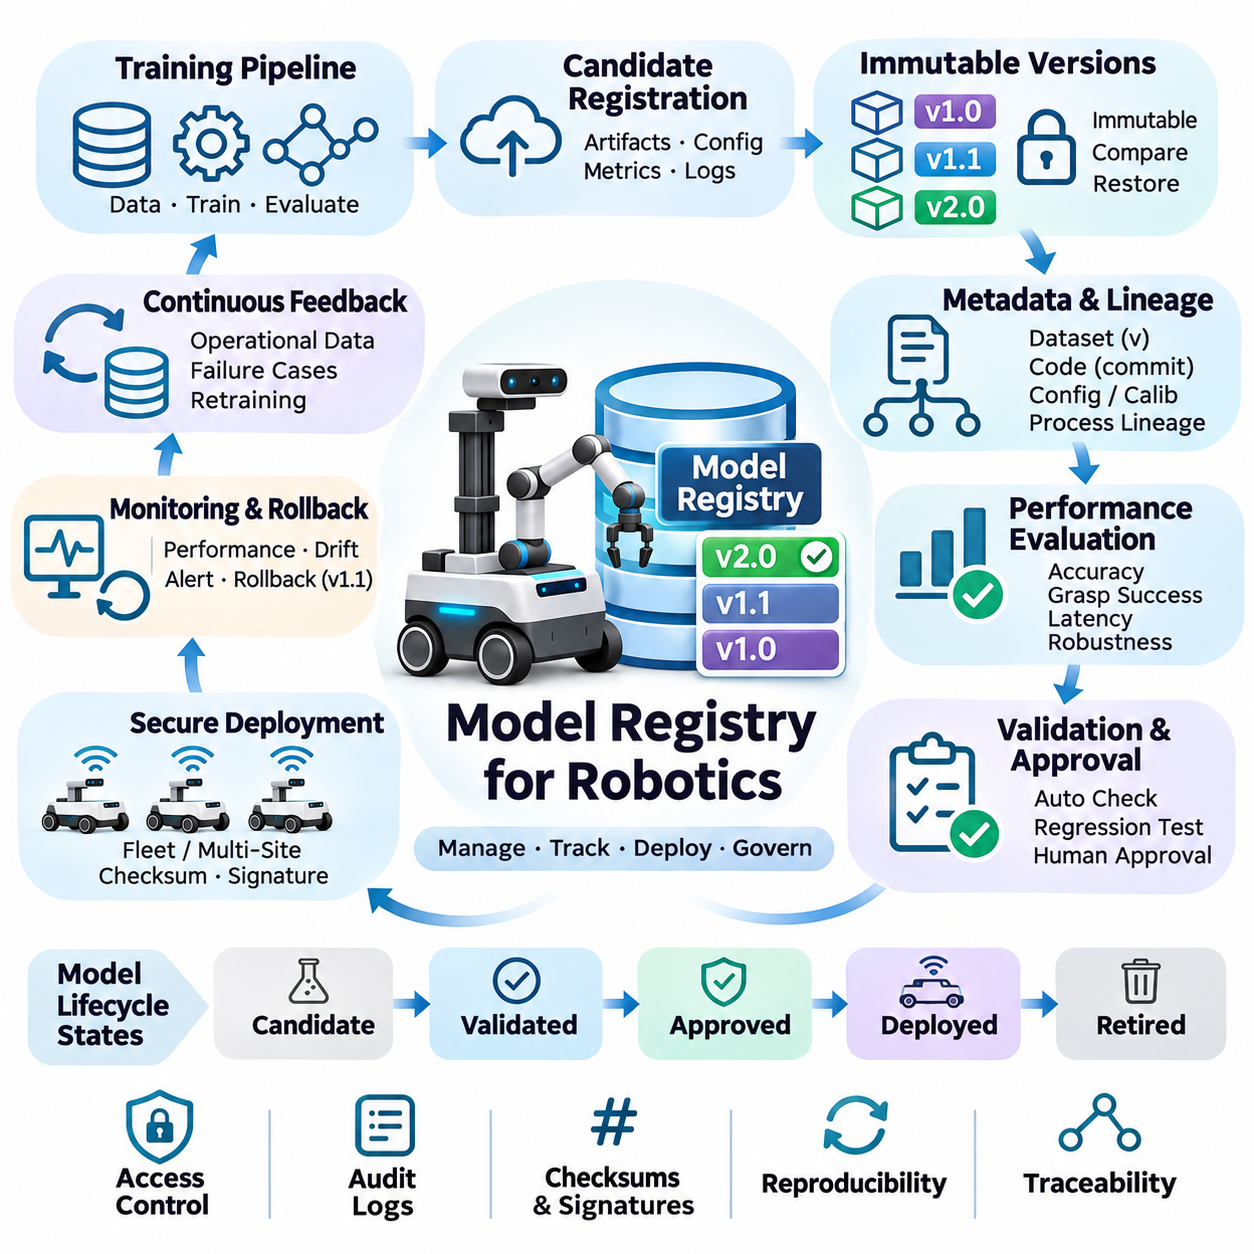 Training Pipeline
Data · Train · Evaluate
Candidate
Registration
Artifacts · Config
Metrics · Logs
Immutable Versions
v1.0
v1.1
v2.0
Immutable
Compare
Restore
Continuous Feedback
Operational Data
Failure Cases
Retraining
Metadata & Lineage
Dataset (v)
Code (commit)
Config / Calib
Process Lineage
Model
Registry
v2.0
v1.1
v1.0
Monitoring & Rollback
Performance · Drift
Alert · Rollback (v1.1)
Performance
Evaluation
Accuracy
Grasp Success
Latency
Robustness
Secure Deployment
Fleet / Multi-Site
Checksum · Signature
Model Registry
for Robotics
Manage · Track · Deploy · Govern
Validation &
Approval
Auto Check
Regression Test
Human Approval
Model
Lifecycle
States
Candidate
Validated
Approved
Deployed
Retired
Access
Control
Audit
Logs
#
Checksums
& Signatures
Reproducibility
Traceability